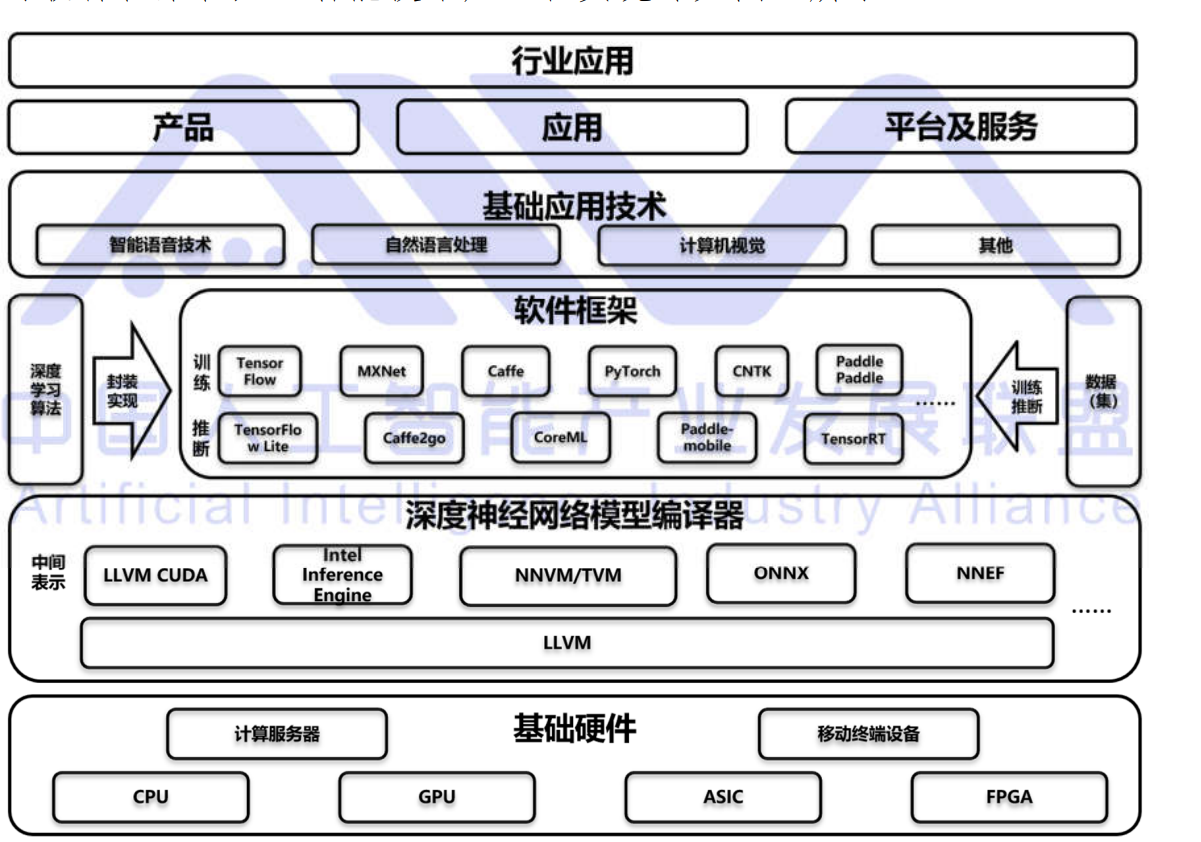 行业应用
产品
应用
平台及服务
基础应用技术
智能语音技术
自然语言处理
计算机视觉
其他
深度
学习
算法
封装
实现
软件框架
训
练
Tensor
Flow
MXNet
Caffe
PyTorch
CNTK
Paddle
Paddle
……
推
断
TensorFlo
w Lite
Caffe2go
CoreML
Paddle-
mobile
TensorRT
训练
推断
数据
（集）
中国人工智能产业发展联盟
Artificial Intelligence Industry Alliance
深度神经网络模型编译器
中间
表示
LLVM CUDA
Intel
Inference
Engine
NNVM/TVM
ONNX
NNEF
……
LLVM
基础硬件
计算服务器
移动终端设备
CPU
GPU
ASIC
FPGA